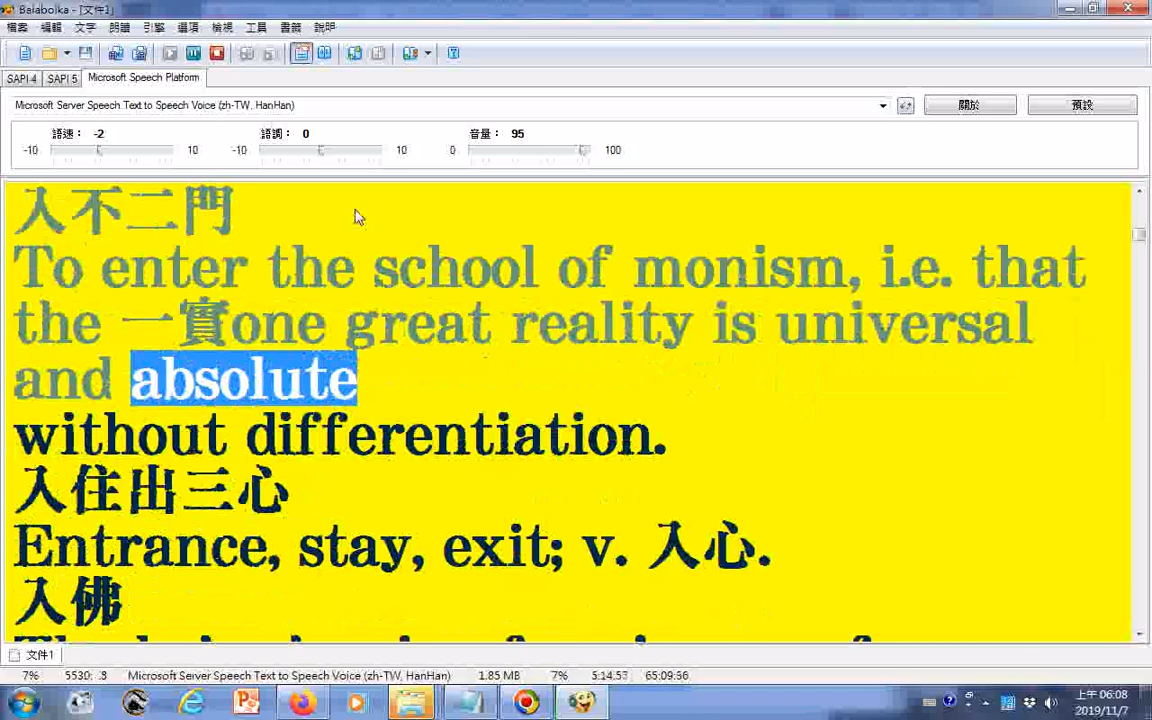 Balabolka - [文件1]
檔案 編輯 文字 朗讀 引擎 選項 檢視 工具 書籤 說明
SAPI 4 SAPI 5 Microsoft Speech Platform
Microsoft Server Speech Text to Speech Voice (zh-TW, HanHan) 關於 預設
語速： -2 語調： 0 音量： 95
-10 10 -10 10 0 100
入不二門
To enter the school of monism, i.e. that
the 一實one great reality is universal
and absolute
without differentiation.
入住出三心
Entrance, stay, exit; v. 入心.
入佛
文件1
7% 5530: Microsoft Server Speech Text to Speech Voice (zh-TW, HanHan) 1.85 MB 7% 5:14:53 65:09:36
上午 06:08
2019/11/7